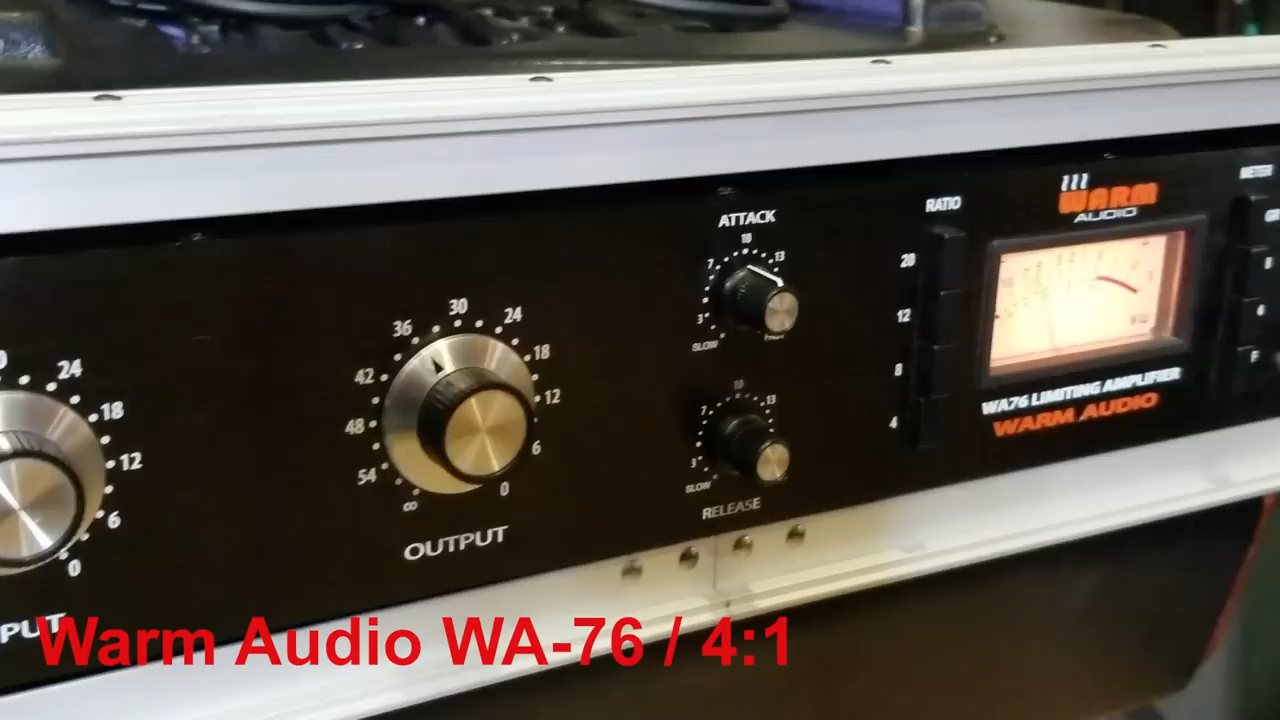 WARM
AUDIO
METER
RATIO
ATTACK
20
12
8
4
7
10
13
3
SLOW
7
10
13
3
SLOW
RELEASE
WA76 LIMITING AMPLIFIER
WARM AUDIO
36
30
24
18
12
6
0
42
48
54
∞
OUTPUT
24
18
12
6
0
PUT
Warm Audio WA-76 / 4:1